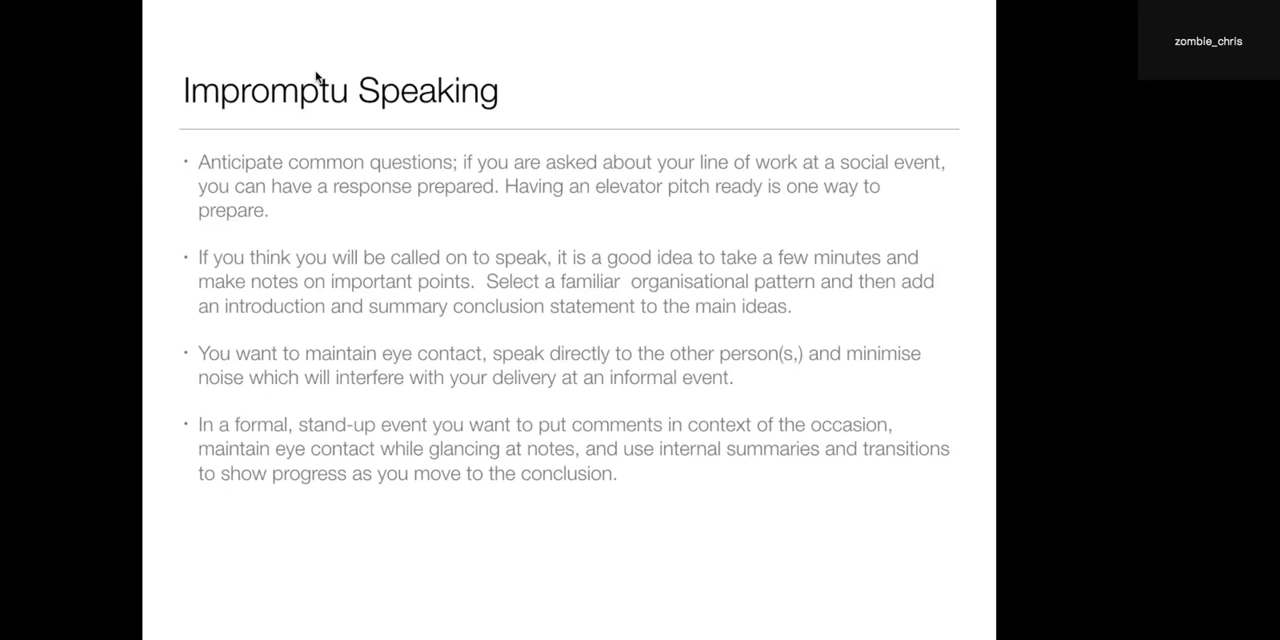 zombie_chris
Impromptu Speaking
• Anticipate common questions; if you are asked about your line of work at a social event,
you can have a response prepared. Having an elevator pitch ready is one way to
prepare.
• If you think you will be called on to speak, it is a good idea to take a few minutes and
make notes on important points.  Select a familiar  organisational pattern and then add
an introduction and summary conclusion statement to the main ideas.
• You want to maintain eye contact, speak directly to the other person(s,) and minimise
noise which will interfere with your delivery at an informal event.
• In a formal, stand-up event you want to put comments in context of the occasion,
maintain eye contact while glancing at notes, and use internal summaries and transitions
to show progress as you move to the conclusion.